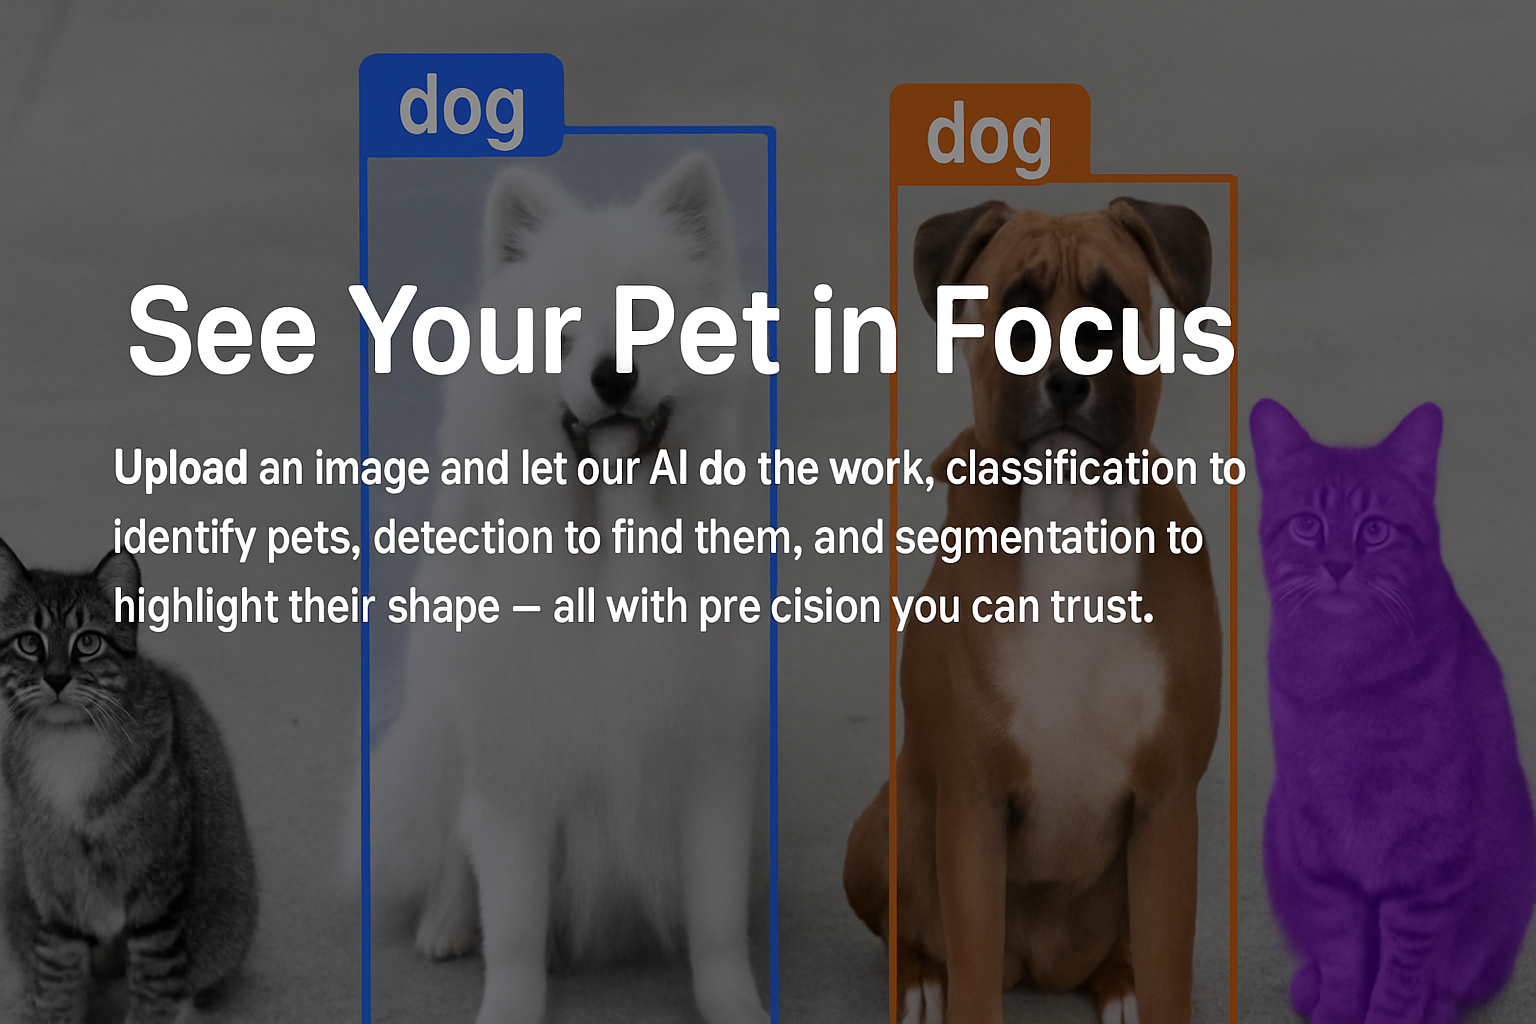 dog
dog
See Your Pet in Focus
Upload an image and let our AI do the work, classification to
identify pets, detection to find them, and segmentation to
highlight their shape — all with pre cision you can trust.